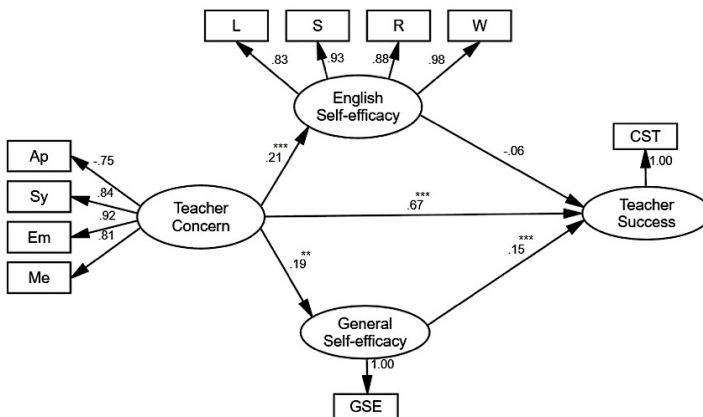 L
S
R
W
.83
.93
.88
.98
English
Self-efficacy
CST
1.00
-.06
***
.21
Ap
-.75
Sy
.84
Em
.92
Me
.81
Teacher
Concern
***
.67
Teacher
Success
.19**
***
.15
General
Self-efficacy
1.00
GSE